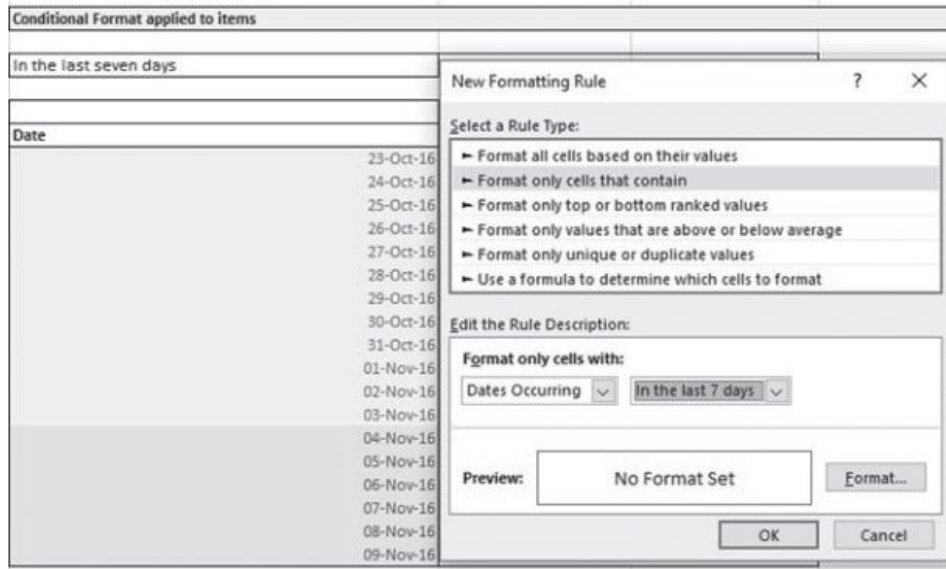 Conditional Format applied to items
In the last seven days
Date
23-Oct-16
24-Oct-16
25-Oct-16
26-Oct-16
27-Oct-16
28-Oct-16
29-Oct-16
30-Oct-16
31-Oct-16
01-Nov-16
02-Nov-16
03-Nov-16
04-Nov-16
05-Nov-16
06-Nov-16
07-Nov-16
08-Nov-16
09-Nov-16
New Formatting Rule ? ×
Select a Rule Type:
► Format all cells based on their values
► Format only cells that contain
► Format only top or bottom ranked values
► Format only values that are above or below average
► Format only unique or duplicate values
► Use a formula to determine which cells to format
Edit the Rule Description:
Format only cells with:
Dates Occurring In the last 7 days
Preview: No Format Set Format...
OK Cancel